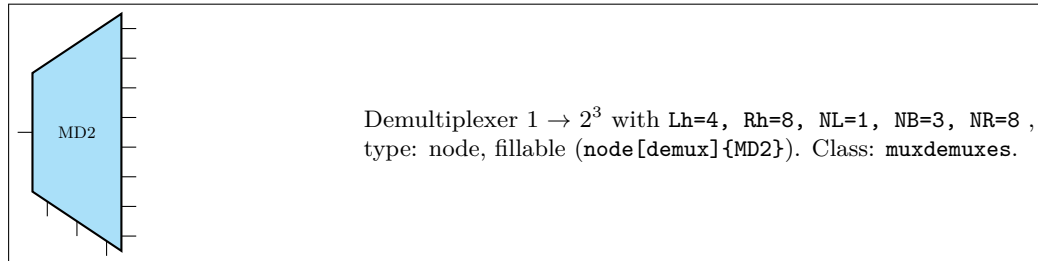 MD2
Demultiplexer 1 → 2³ with Lh=4, Rh=8, NL=1, NB=3, NR=8 ,
type: node, fillable (node[demux]{MD2}). Class: muxdemuxes.